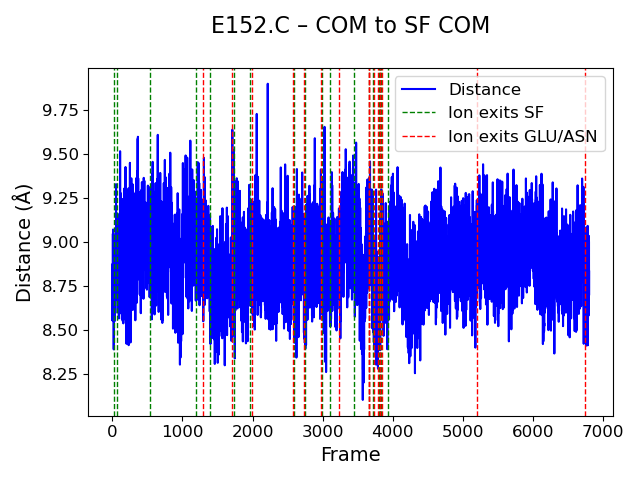 E152.C – COM to SF COM
Distance
Ion exits SF
Ion exits GLU/ASN
9.75
9.50
9.25
9.00
8.75
8.50
8.25
Distance (Å)
0 1000 2000 3000 4000 5000 6000 7000
Frame